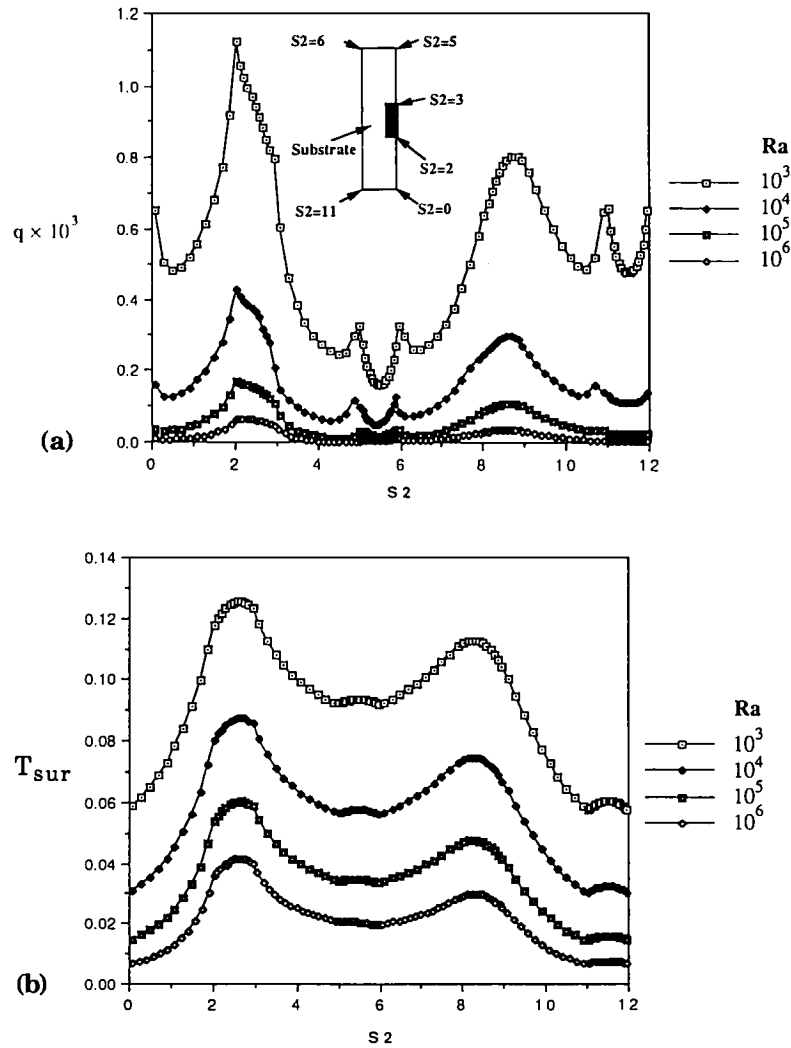 1.2
1.0
0.8
0.6
0.4
0.2
0.0
q × 10³
S2=6
S2=5
S2=3
Substrate
S2=2
S2=11
S2=0
Ra
10³
10⁴
10⁵
10⁶
(a)
0 2 4 6 8 10 12
S 2
0.14
0.12
0.10
0.08
0.06
0.04
0.02
0.00
Tsur
Ra
10³
10⁴
10⁵
10⁶
(b)
0 2 4 6 8 10 12
S 2